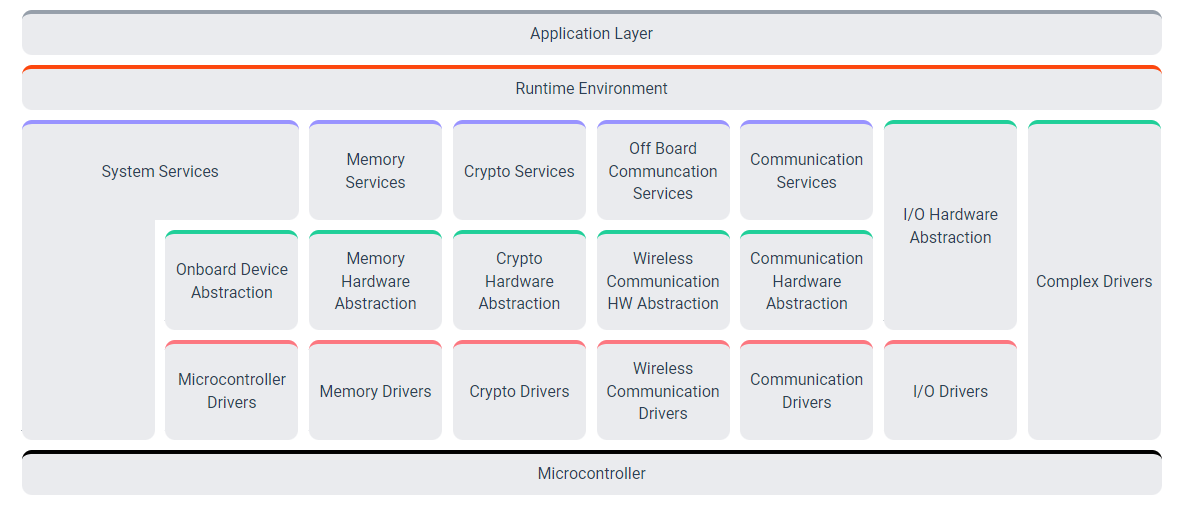 Application Layer
Runtime Environment
System Services
Memory
Services
Crypto Services
Off Board
Communcation
Services
Communication
Services
I/O Hardware
Abstraction
Complex Drivers
Onboard Device
Abstraction
Memory
Hardware
Abstraction
Crypto
Hardware
Abstraction
Wireless
Communication
HW Abstraction
Communication
Hardware
Abstraction
Microcontroller
Drivers
Memory Drivers
Crypto Drivers
Wireless
Communication
Drivers
Communication
Drivers
I/O Drivers
Microcontroller